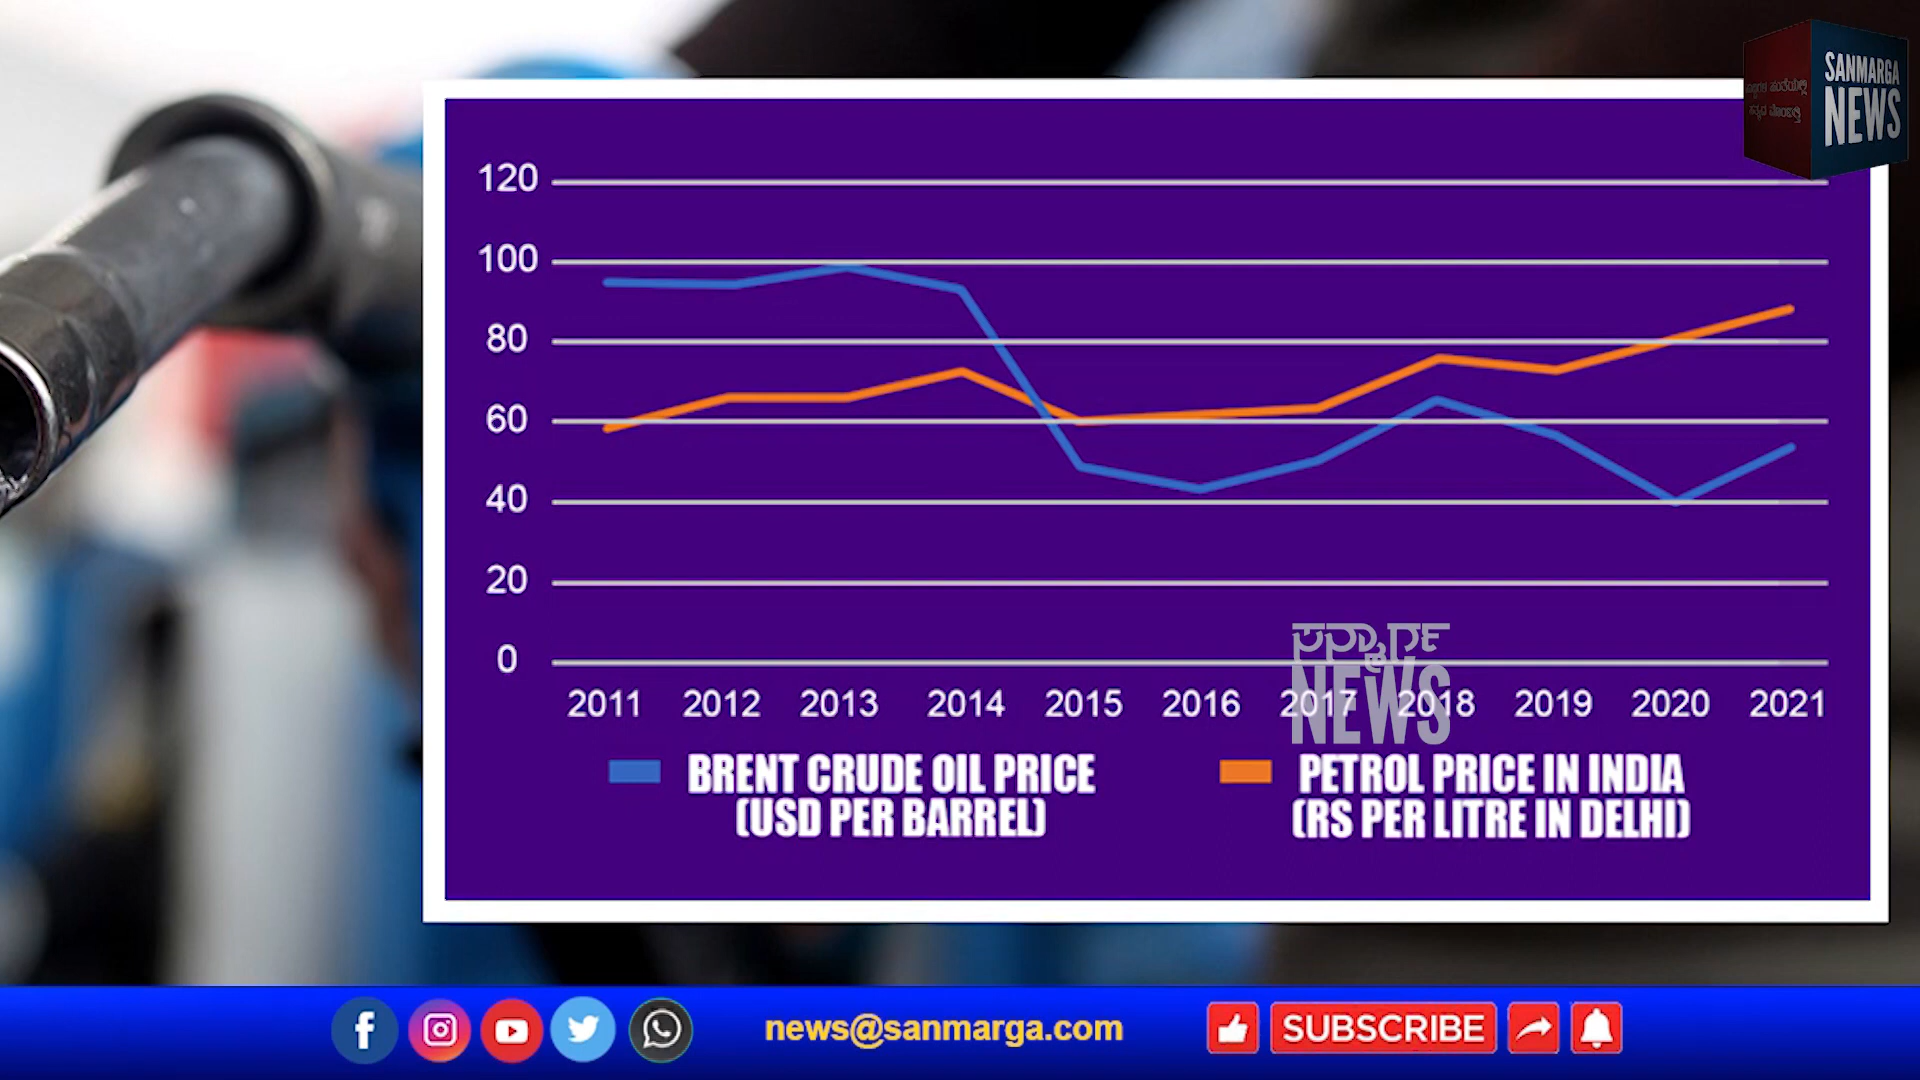 SANMARGA
NEWS
120
100
80
60
40
20
0
ಸನ್ಮಾರ್ಗ
NEWS
2011 2012 2013 2014 2015 2016 2017 2018 2019 2020 2021
BRENT CRUDE OIL PRICE
(USD PER BARREL)
PETROL PRICE IN INDIA
(RS PER LITRE IN DELHI)
news@sanmarga.com
SUBSCRIBE